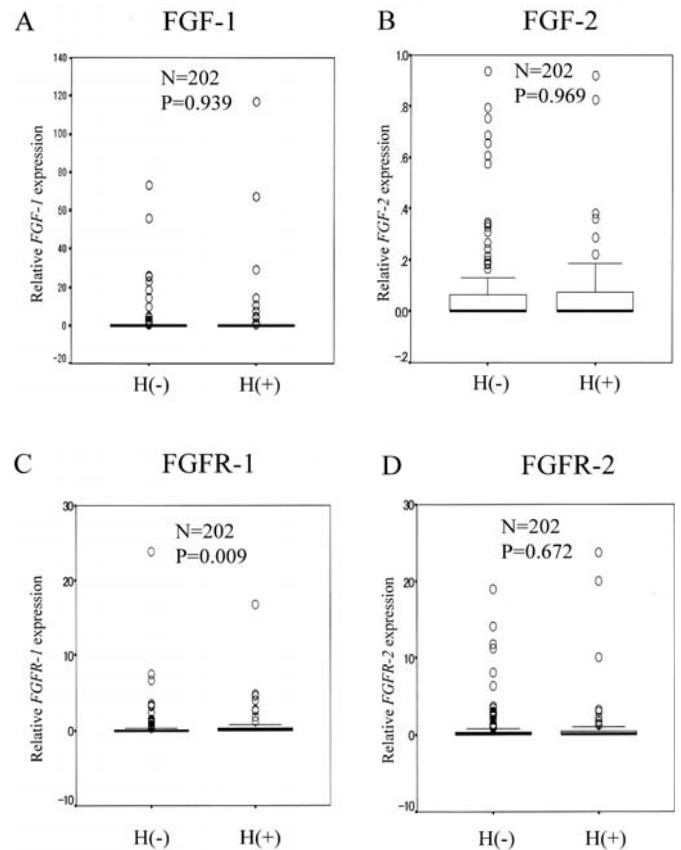 A
FGF-1
Relative FGF-1 expression
140
120
100
80
60
40
20
0
-20
N=202
P=0.939
H(-)
H(+)
B
FGF-2
Relative FGF-2 expression
1.0
.8
.6
.4
.2
0.0
-.2
N=202
P=0.969
H(-)
H(+)
C
FGFR-1
Relative FGFR-1 expression
30
20
10
0
-10
N=202
P=0.009
H(-)
H(+)
D
FGFR-2
Relative FGFR-2 expression
30
20
10
0
-10
N=202
P=0.672
H(-)
H(+)